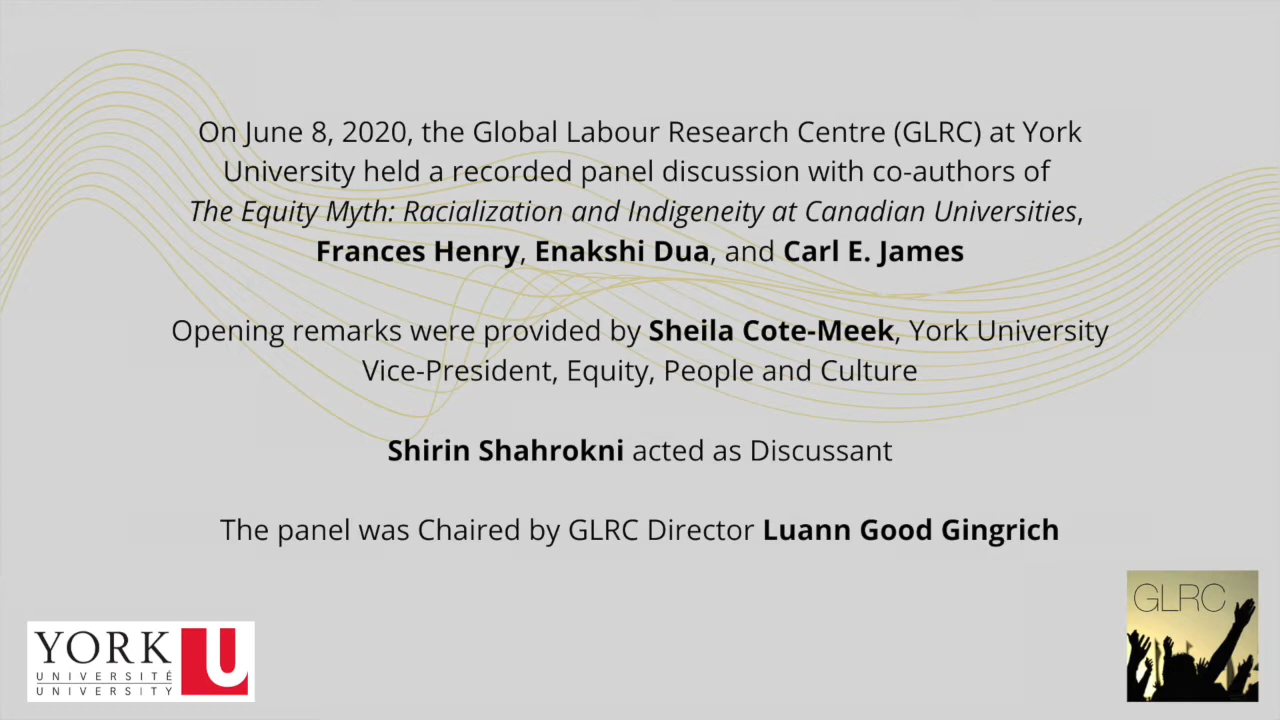 On June 8, 2020, the Global Labour Research Centre (GLRC) at York
University held a recorded panel discussion with co-authors of
The Equity Myth: Racialization and Indigeneity at Canadian Universities,
Frances Henry, Enakshi Dua, and Carl E. James
Opening remarks were provided by Sheila Cote-Meek, York University
Vice-President, Equity, People and Culture
Shirin Shahrokni acted as Discussant
The panel was Chaired by GLRC Director Luann Good Gingrich
GLRC
YORK U
UNIVERSITÉ
UNIVERSITY